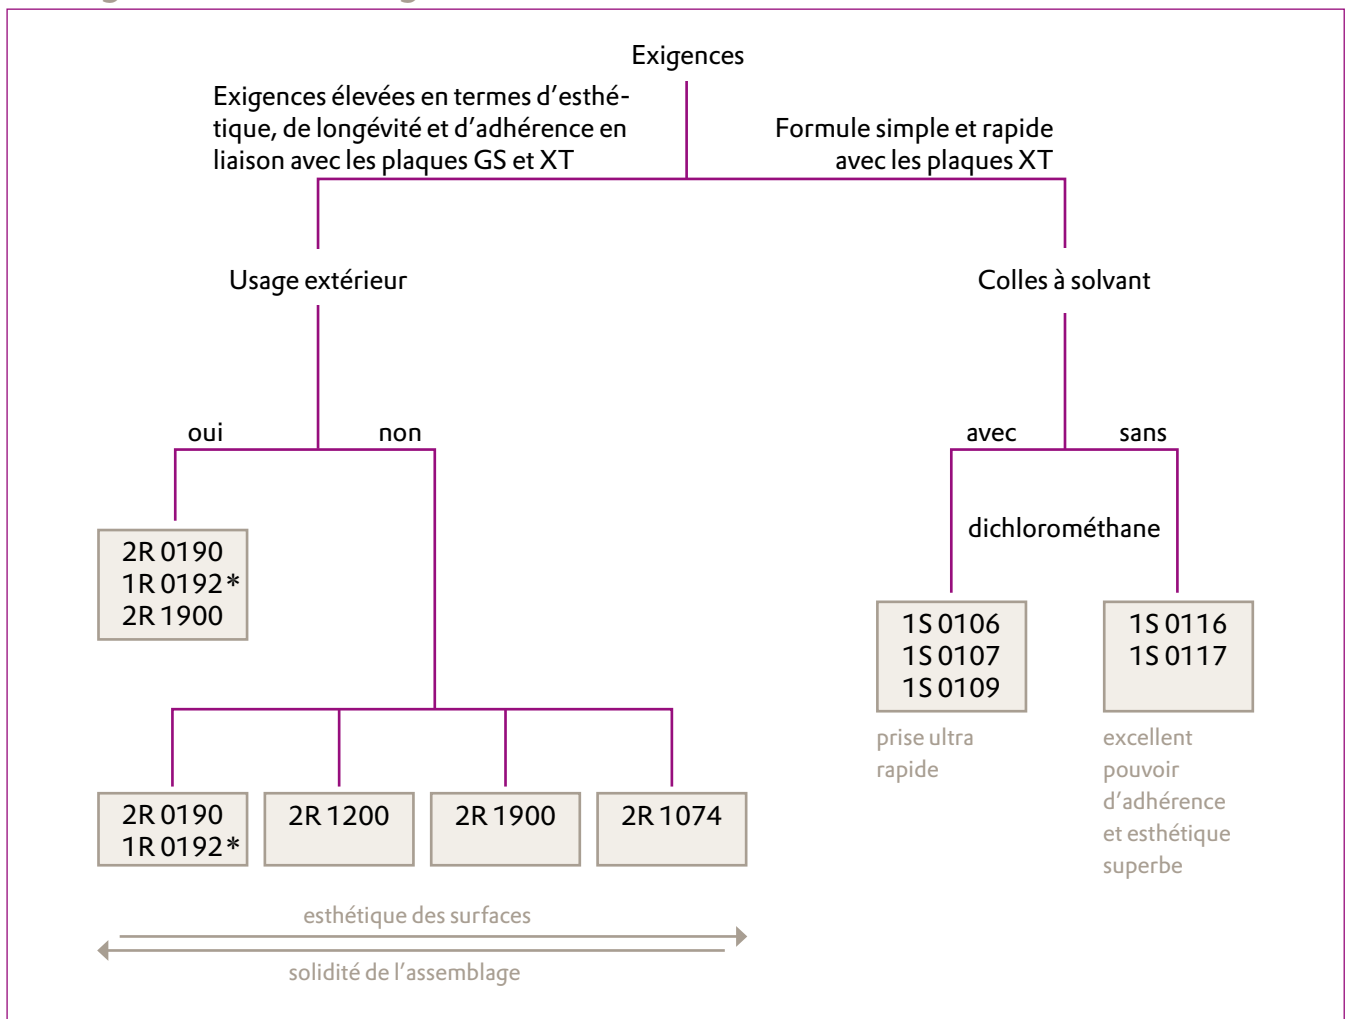 Exigences
Exigences élevées en termes d'esthé-
tique, de longévité et d'adhérence en
liaison avec les plaques GS et XT
Formule simple et rapide
avec les plaques XT
Usage extérieur
Colles à solvant
oui
non
avec
sans
dichlorométhane
2R 0190
1R 0192*
2R 1900
1S 0106
1S 0107
1S 0109
1S 0116
1S 0117
prise ultra
rapide
excellent
pouvoir
d'adhérence
et esthétique
superbe
2R 0190
1R 0192*
2R 1200
2R 1900
2R 1074
esthétique des surfaces
solidité de l'assemblage